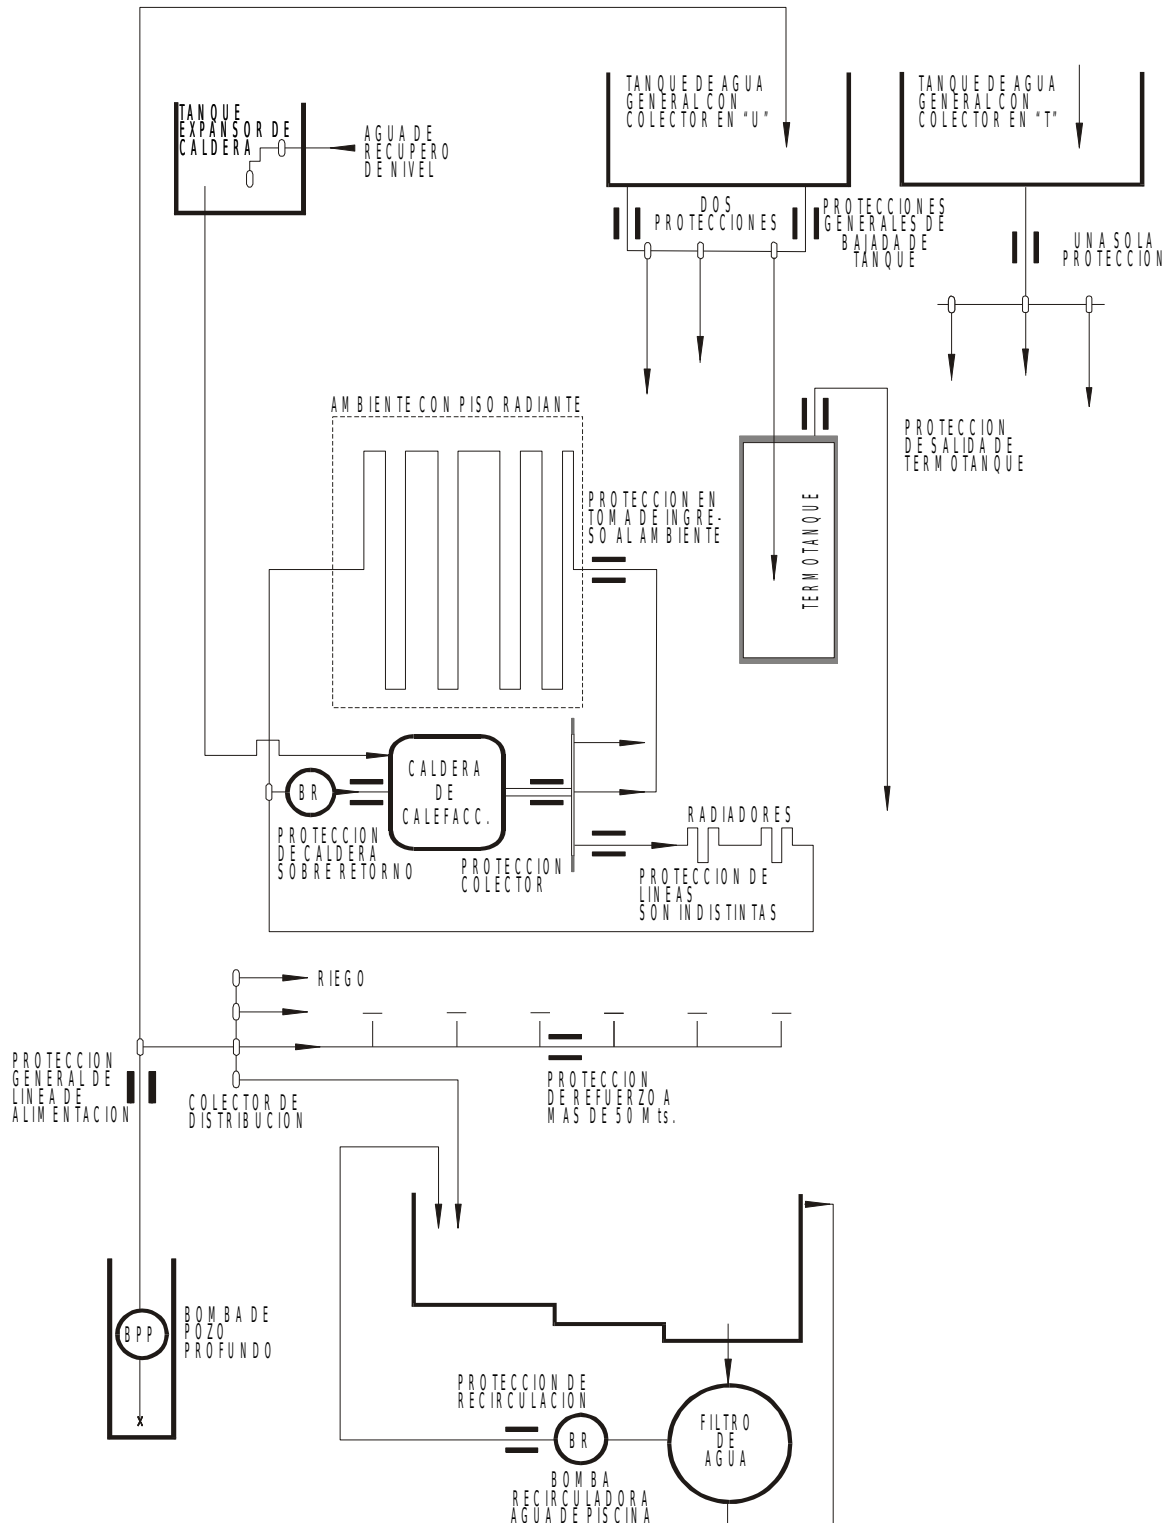 TANQUE DE AGUA
GENERAL CON
COLECTOR EN "U"
TANQUE DE AGUA
GENERAL CON
COLECTOR EN "T"
TANQUE
EXPANSOR DE
CALDERA
AGUA DE
RECUPERO
DE NIVEL
DOS
PROTECCIONES
PROTECCIONES
GENERALES DE
BAJADA DE
TANQUE
UNA SOLA
PROTECCION
AMBIENTE CON PISO RADIANTE
PROTECCION
DE SALIDA DE
TERMOTANQUE
PROTECCION EN
TOMA DE INGRE-
SO AL AMBIENTE
TERMOTANQUE
CALDERA
DE
CALEFACC.
BR
PROTECCION
DE CALDERA
SOBRE RETORNO
PROTECCION
COLECTOR
RADIADORES
PROTECCION DE
LINEAS
SON INDISTINTAS
RIEGO
PROTECCION
GENERAL DE
LINEA DE
ALIMENTACION
COLECTOR DE
DISTRIBUCION
PROTECCION
DE REFUERZO A
MAS DE 50 Mts.
BPP
BOMBA DE
POZO
PROFUNDO
x
PROTECCION DE
RECIRCULACION
BR
FILTRO
DE
AGUA
BOMBA
RECIRCULADORA
AGUA DE PISCINA